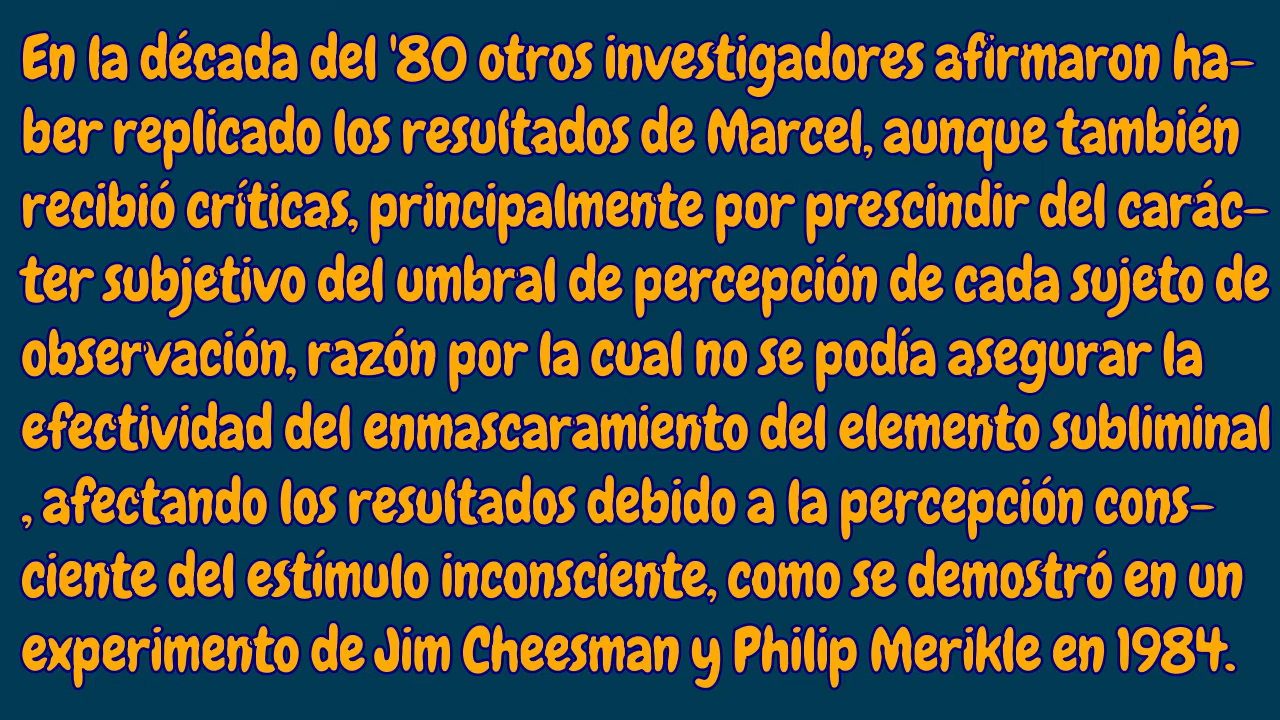 En la década del '80 otros investigadores afirmaron ha-
ber replicado los resultados de Marcel, aunque también
recibió críticas, principalmente por prescindir del carác-
ter subjetivo del umbral de percepción de cada sujeto de
observación, razón por la cual no se podía asegurar la
efectividad del enmascaramiento del elemento subliminal
, afectando los resultados debido a la percepción cons-
ciente del estímulo inconsciente, como se demostró en un
experimento de Jim Cheesman y Philip Merikle en 1984.